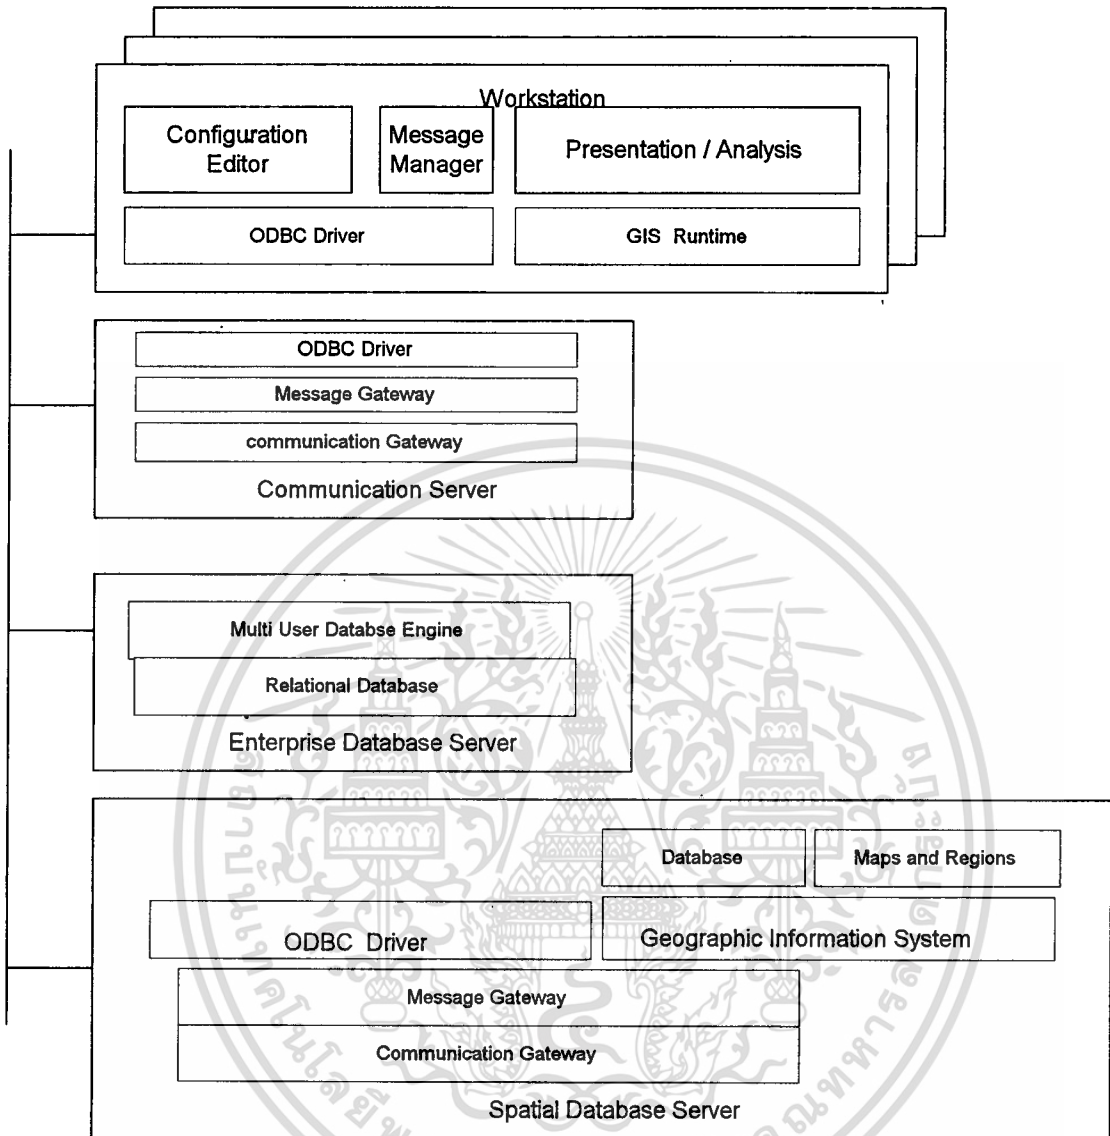 Workstation
Configuration
Editor
Message
Manager
Presentation / Analysis
ODBC Driver
GIS Runtime
ODBC Driver
Message Gateway
communication Gateway
Communication Server
Multi User Databse Engine
Relational Database
Enterprise Database Server
Database
Maps and Regions
ODBC Driver
Geographic Information System
Message Gateway
Communication Gateway
Spatial Database Server